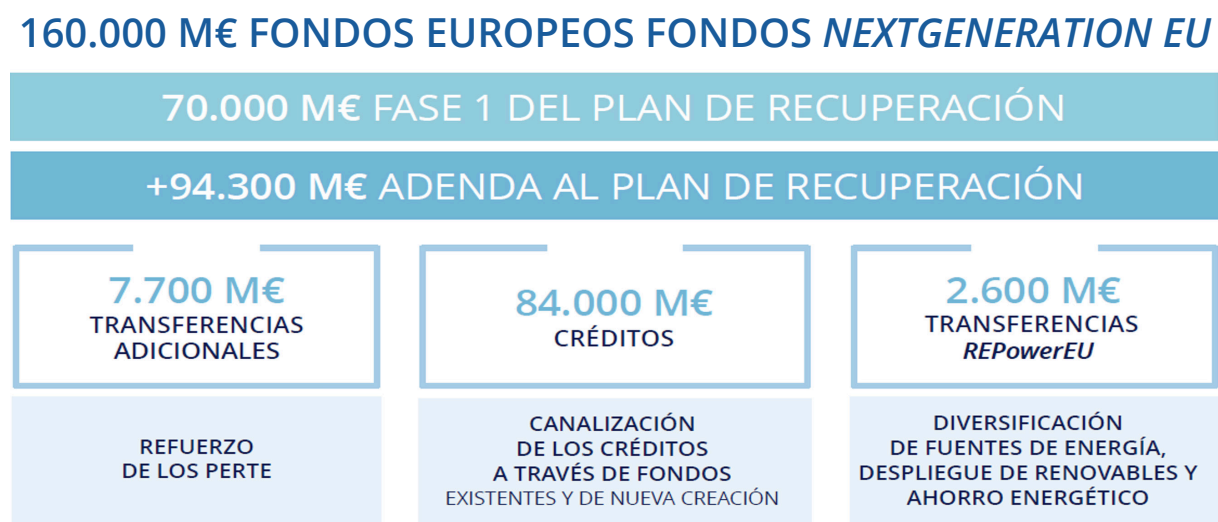 160.000 M€ FONDOS EUROPEOS FONDOS NEXTGENERATION EU
70.000 M€ FASE 1 DEL PLAN DE RECUPERACIÓN
+94.300 M€ ADENDA AL PLAN DE RECUPERACIÓN
7.700 M€
TRANSFERENCIAS
ADICIONALES
REFUERZO
DE LOS PERTE
84.000 M€
CRÉDITOS
CANALIZACIÓN
DE LOS CRÉDITOS
A TRAVÉS DE FONDOS
EXISTENTES Y DE NUEVA CREACIÓN
2.600 M€
TRANSFERENCIAS
REPowerEU
DIVERSIFICACIÓN
DE FUENTES DE ENERGÍA,
DESPLIEGUE DE RENOVABLES Y
AHORRO ENERGÉTICO